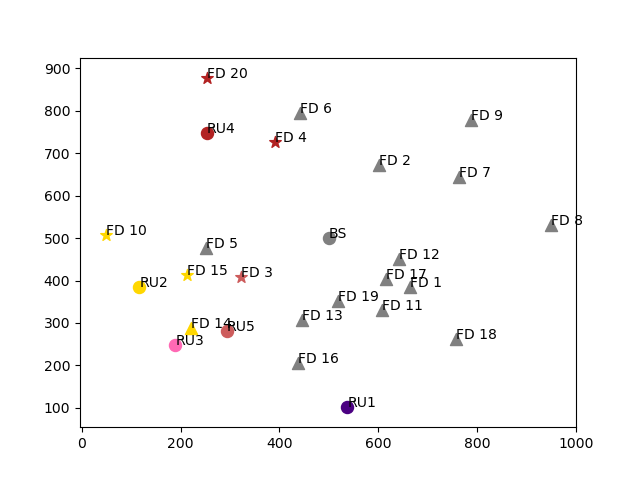 900
800
700
600
500
400
300
200
100
0
200
400
600
800
1000
FD 20
FD 6
FD 9
RU4
FD 4
FD 2
FD 7
FD 8
FD 10
BS
FD 5
FD 12
FD 15
FD 3
FD 17
RU2
FD 1
FD 19
FD 11
FD 13
FD 14
RU5
FD 18
RU3
FD 16
RU1